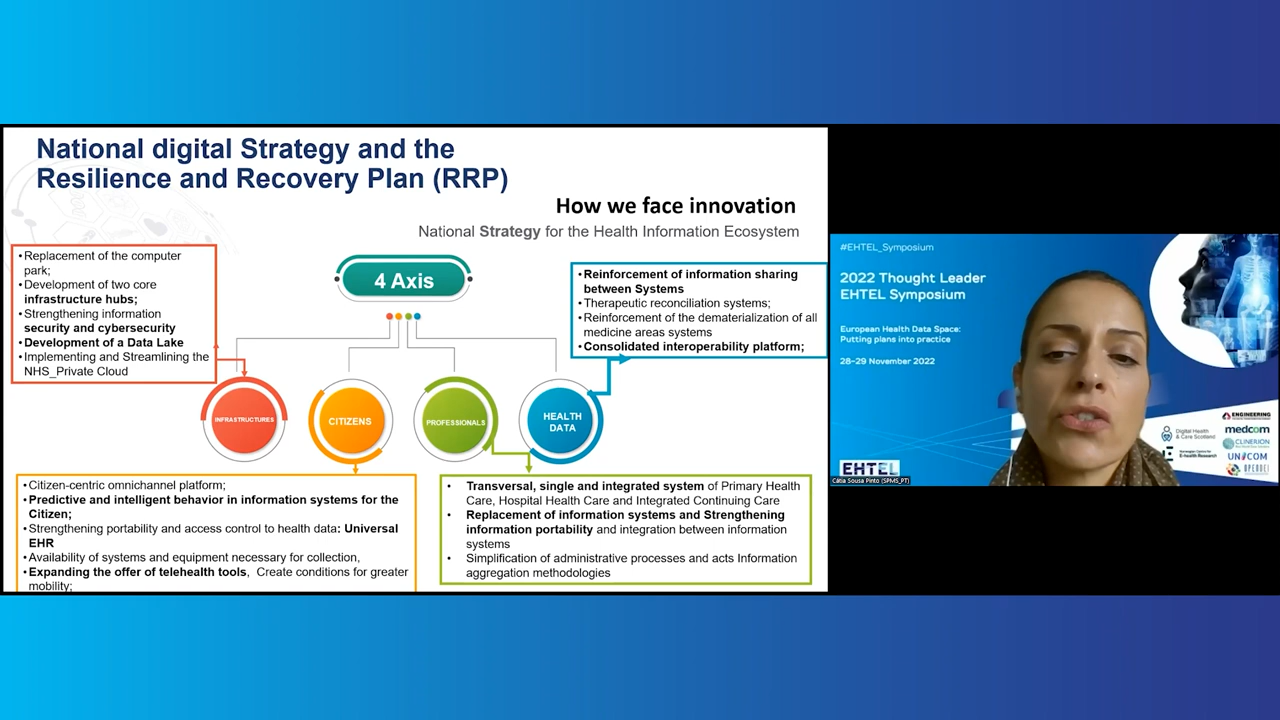 National digital Strategy and the
Resilience and Recovery Plan (RRP)
How we face innovation
National Strategy for the Health Information Ecosystem
•Replacement of the computer
park;
•Development of two core
infrastructure hubs;
•Strengthening information
security and cybersecurity
•Development of a Data Lake
•Implementing and Streamlining the
NHS_Private Cloud
4 Axis
•Reinforcement of information sharing
between Systems
•Therapeutic reconciliation systems;
•Reinforcement of the dematerialization of all
medicine areas systems
•Consolidated interoperability platform;
INFRASTRUCTURES
CITIZENS
PROFESSIONALS
HEALTH
DATA
•Citizen-centric omnichannel platform;
•Predictive and intelligent behavior in information systems for the
Citizen;
•Strengthening portability and access control to health data: Universal
EHR
•Availability of systems and equipment necessary for collection,
•Expanding the offer of telehealth tools, Create conditions for greater
mobility;
• Transversal, single and integrated system of Primary Health
Care, Hospital Health Care and Integrated Continuing Care
• Replacement of information systems and Strengthening
information portability and integration between information
systems
• Simplification of administrative processes and acts Information
aggregation methodologies
#EHTEL_Symposium
2022 Thought Leader
EHTEL Symposium
European Health Data Space:
Putting plans into practice
28-29 November 2022
ENGINEERING
Digital Health
& Care Scotland
medcom
CLINERION
Norwegian Centre for
E-health Research
UNICOM
OPENDEI
EHTEL
Cátia Sousa Pinto (SPMS_PT)